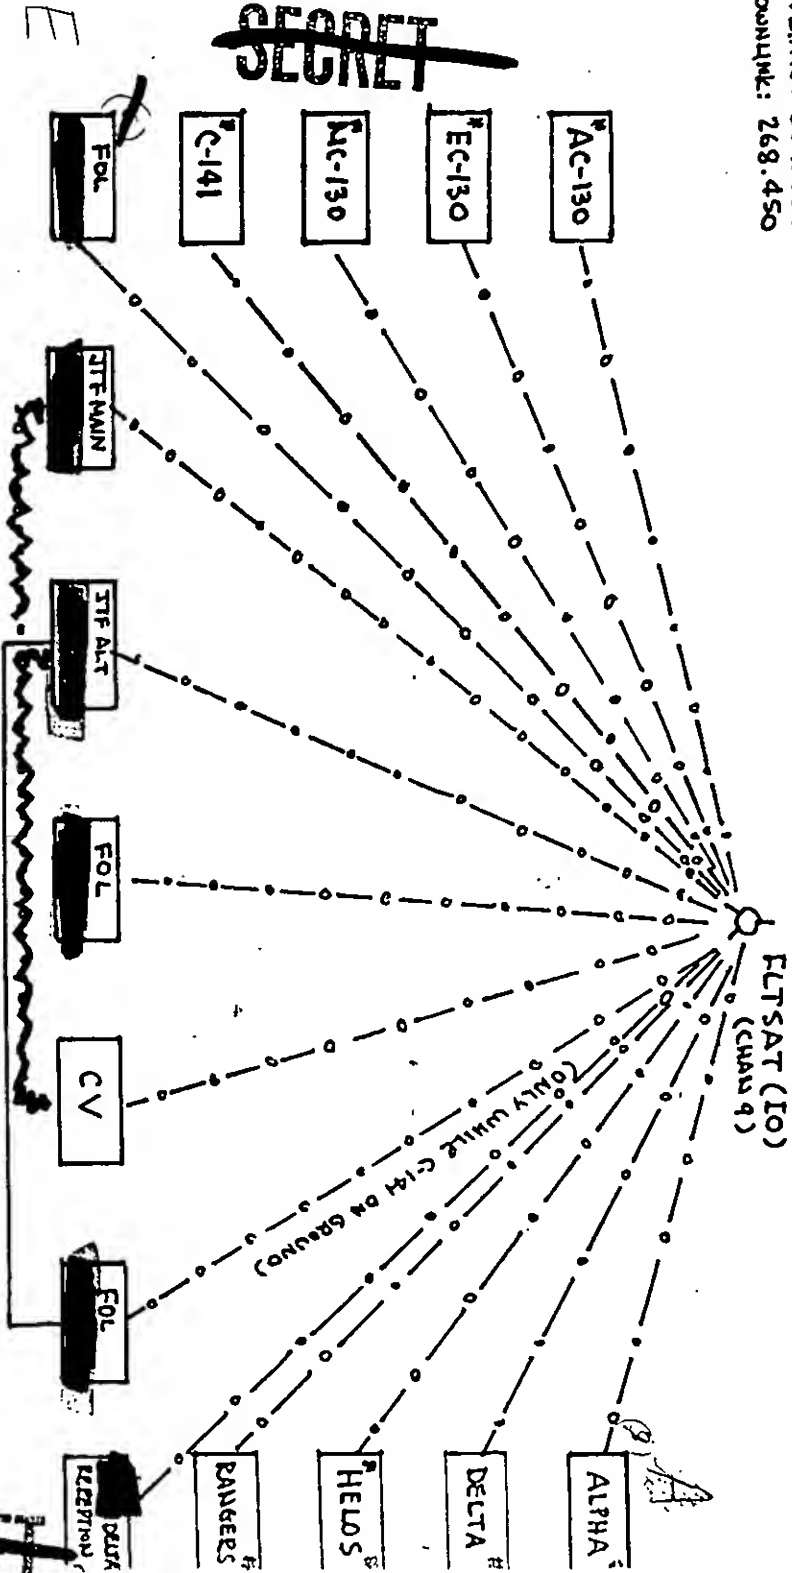 SECRET
OWNLINK: 268.450
FLTSAT (IO)
(CHAN 9)
* AC-130
* EC-130
* MC-130
* C-141
FOL
JTF MAIN
JTF ALT
FOL
CV
FOL
(ONLY WHILE C-141 ON GROUND)
ALPHA
DELTA #
* HELOS
RANGERS #
DELTA
RECEPTION
E